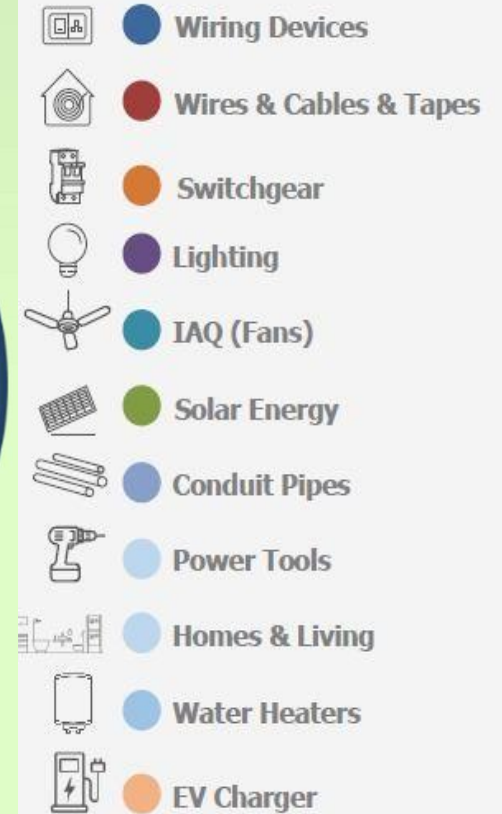 Wiring Devices
Wires & Cables & Tapes
Switchgear
Lighting
IAQ (Fans)
Solar Energy
Conduit Pipes
Power Tools
Homes & Living
Water Heaters
EV Charger